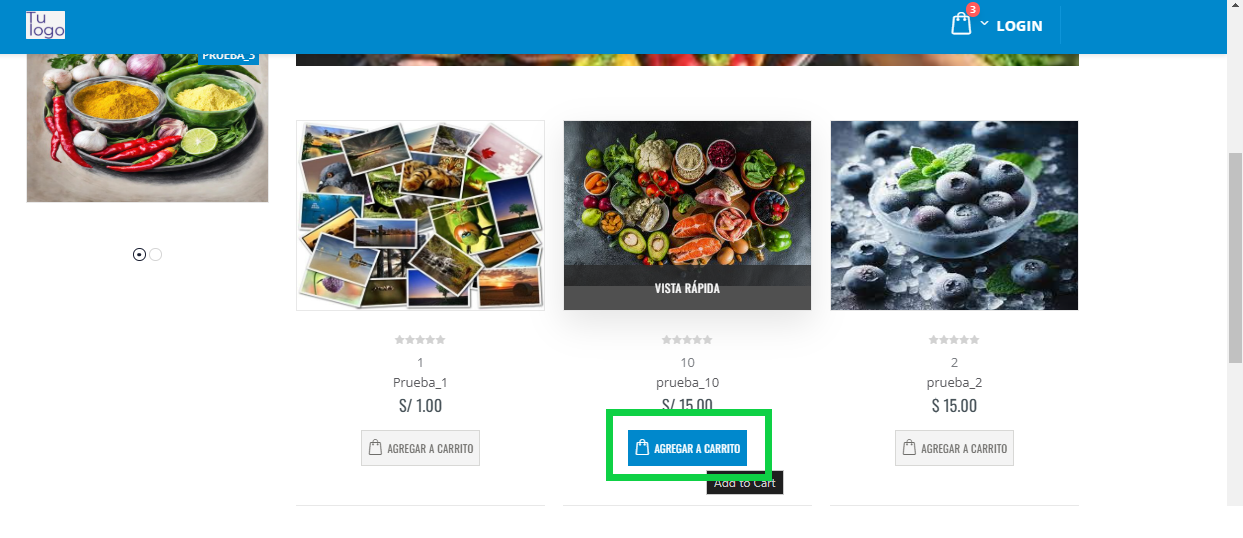 Tu
logo
3
LOGIN
PRUEBA_3
VISTA RÁPIDA
1
Prueba_1
S/ 1.00
AGREGAR A CARRITO
10
prueba_10
S/ 15.00
AGREGAR A CARRITO
Add to Cart
2
prueba_2
$ 15.00
AGREGAR A CARRITO